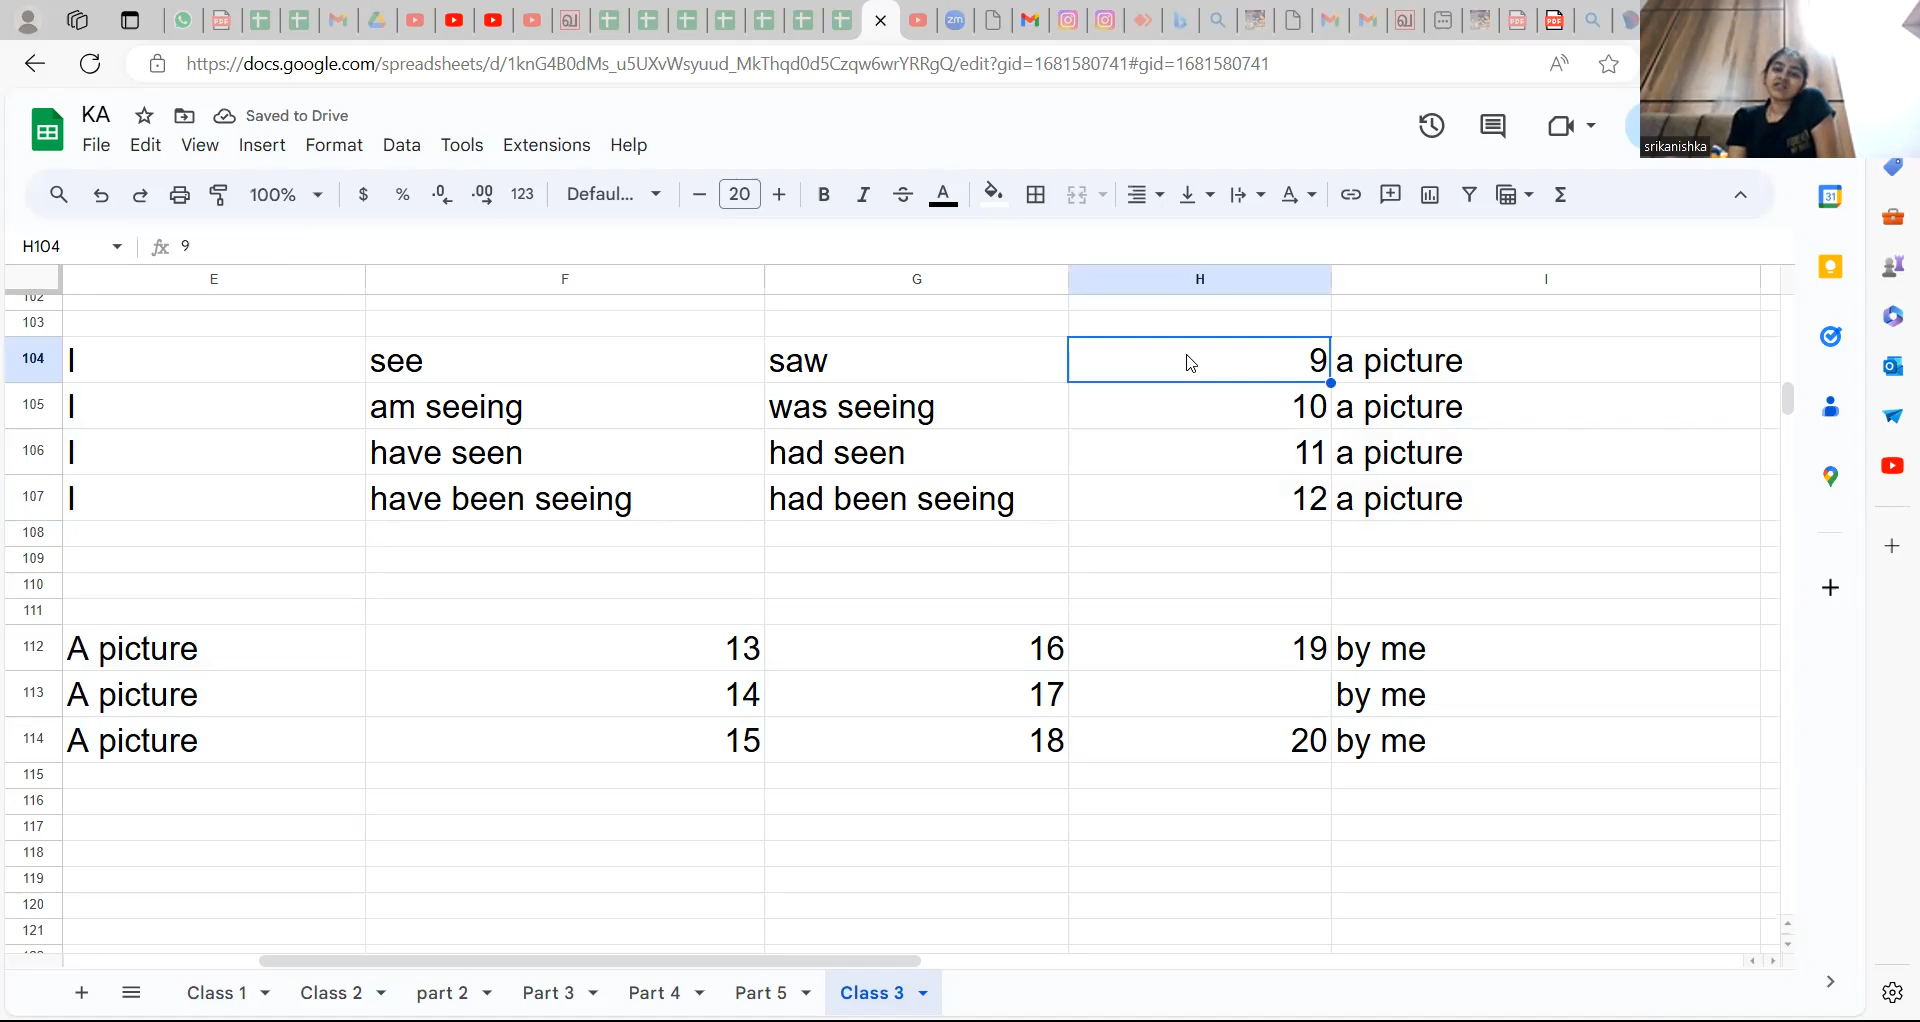 https://docs.google.com/spreadsheets/d/1knG4B0dMs_u5UXvWsyuud_MkThqd0d5Czqw6wrYRRgQ/edit?gid=1681580741#gid=1681580741
srikanishka
KA Saved to Drive
File Edit View Insert Format Data Tools Extensions Help
100% $ % .0 .00 123 Defaul... 20 B I S A
H104 fx 9
E F G H I
102
103
104 I see saw 9 a picture
105 I am seeing was seeing 10 a picture
106 I have seen had seen 11 a picture
107 I have been seeing had been seeing 12 a picture
108
109
110
111
112 A picture 13 16 19 by me
113 A picture 14 17 by me
114 A picture 15 18 20 by me
115
116
117
118
119
120
121
Class 1 Class 2 part 2 Part 3 Part 4 Part 5 Class 3